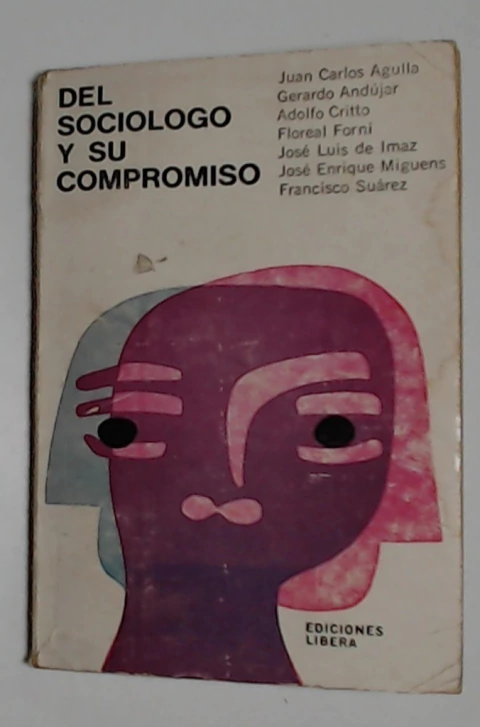 DEL
SOCIOLOGO
Y SU
COMPROMISO
Juan Carlos Agulla
Gerardo Andújar
Adolfo Critto
Floreal Forni
José Luis de Imaz
José Enrique Miguens
Francisco Suárez
EDICIONES
LIBERA